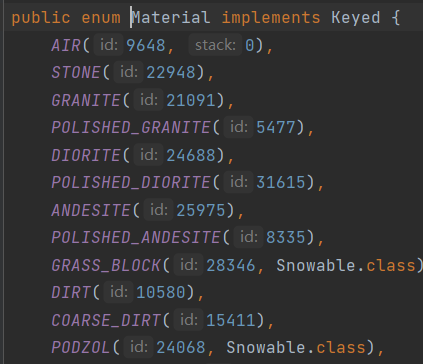 public enum Material implements Keyed {
AIR(id: 9648, stack: 0),
STONE(id: 22948),
GRANITE(id: 21091),
POLISHED_GRANITE(id: 5477),
DIORITE(id: 24688),
POLISHED_DIORITE(id: 31615),
ANDESITE(id: 25975),
POLISHED_ANDESITE(id: 8335),
GRASS_BLOCK(id: 28346, Snowable.class)
DIRT(id: 10580),
COARSE_DIRT(id: 15411),
PODZOL(id: 24068, Snowable.class),